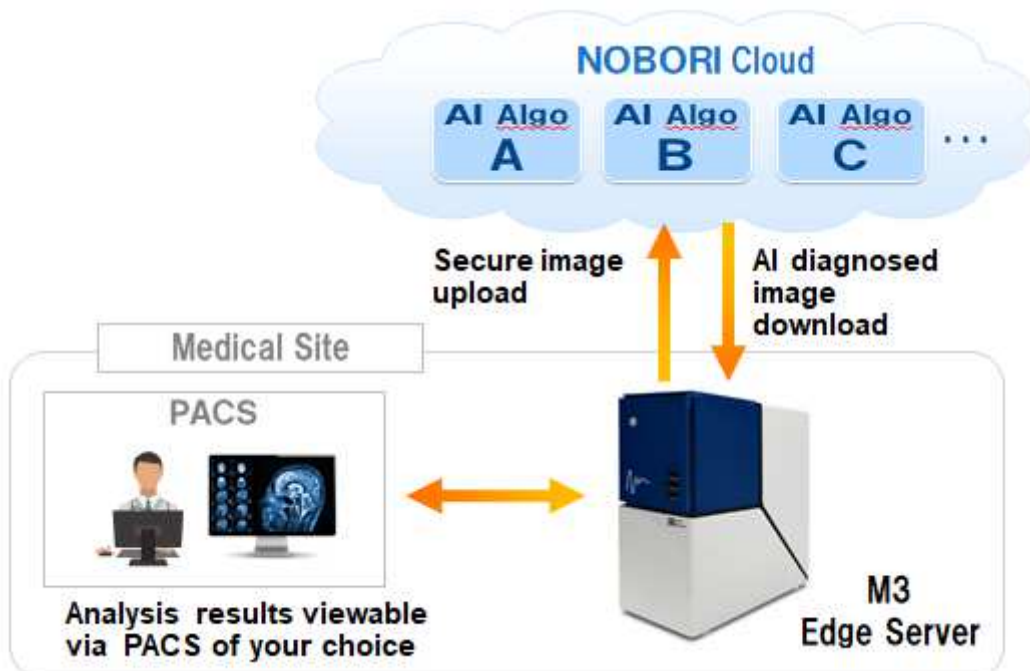 NOBORI Cloud
AI Algo
A
AI Algo
B
AI Algo
C
...
Secure image
upload
AI diagnosed
image
download
Medical Site
PACS
Analysis results viewable
via PACS of your choice
M3
Edge Server